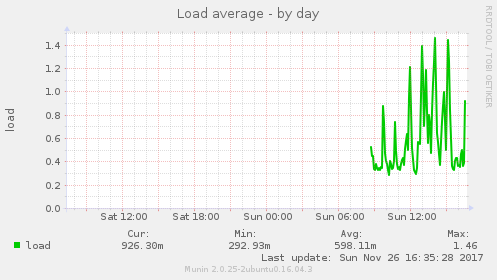 Load average - by day
RRDTOOL / TOBI OETIKER
load
1.4
1.2
1.0
0.8
0.6
0.4
0.2
0.0
Sat 12:00 Sat 18:00 Sun 00:00 Sun 06:00 Sun 12:00
Cur: Min: Avg: Max:
load 926.30m 292.93m 598.11m 1.46
Last update: Sun Nov 26 16:35:28 2017
Munin 2.0.25-2ubuntu0.16.04.3